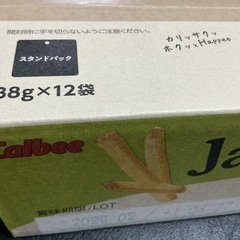 開封時に手を切らないようご注意ください。
スタンドパック
カリッサクッ
ホクッとHappee
38g×12袋
Calbee
Ja
賞味期限/LOT